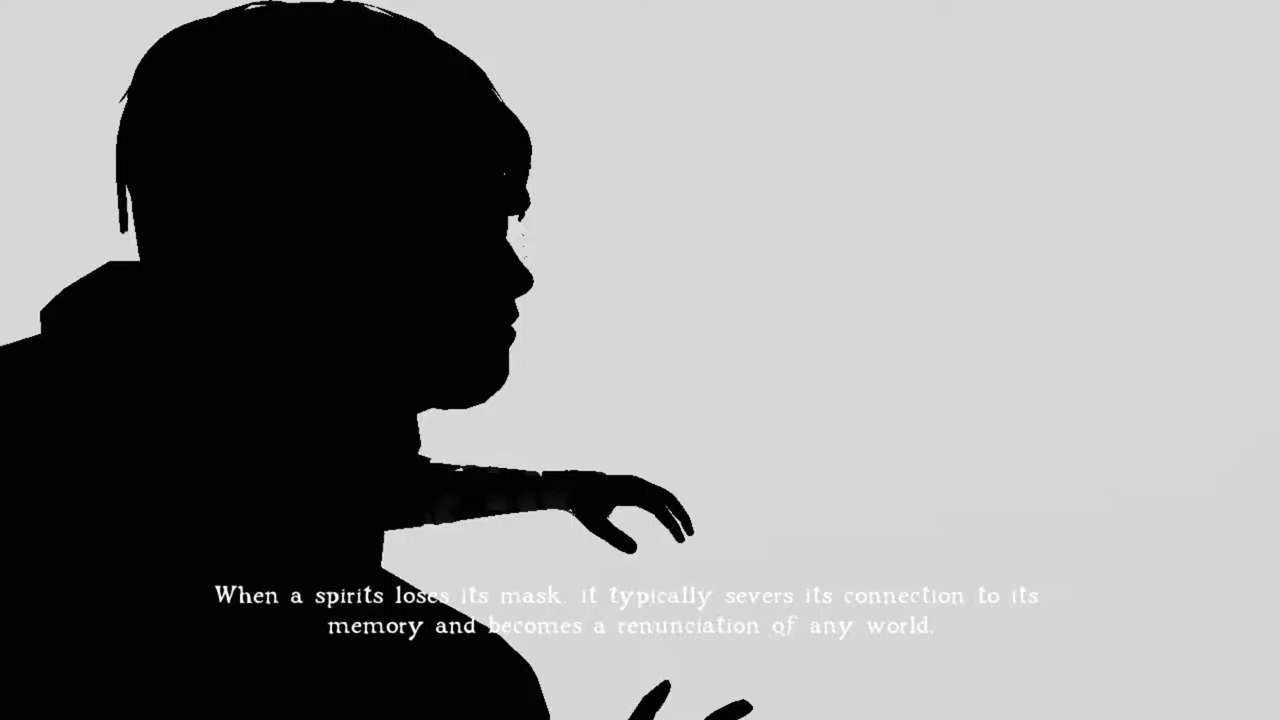 When a spirits loses its mask, it typically severs its connection to its
memory and becomes a renunciation of any world.